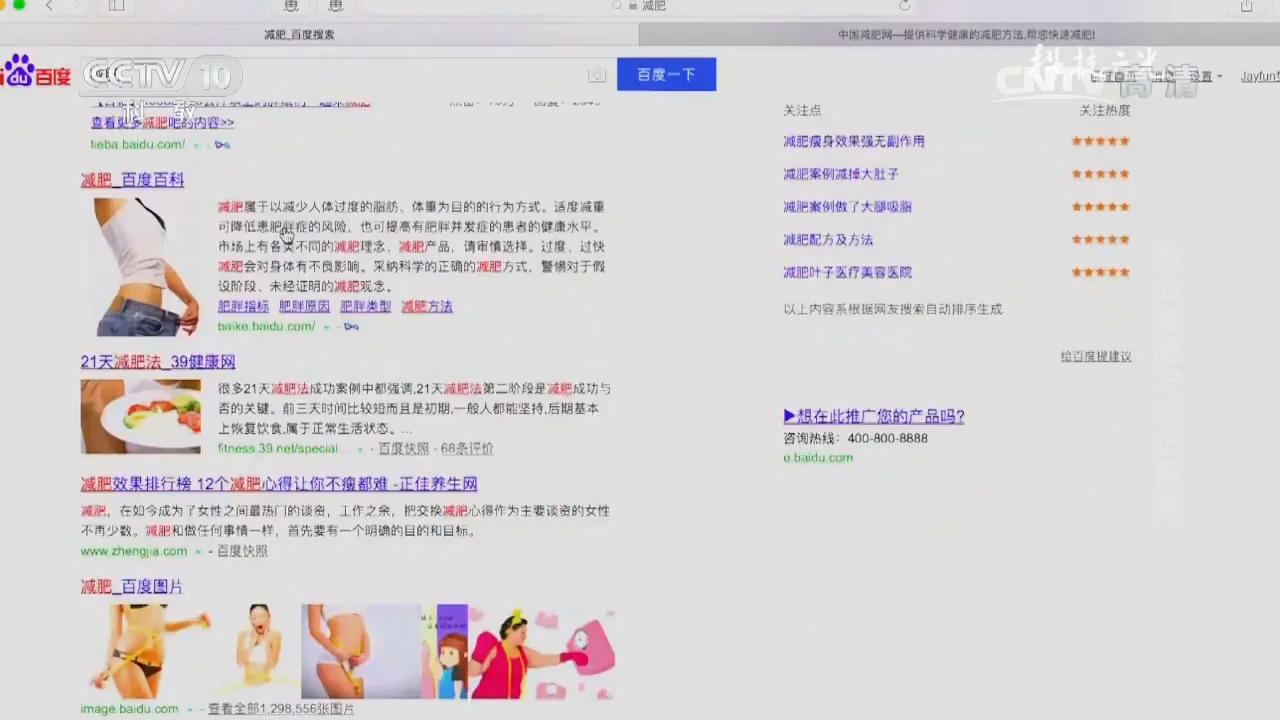 减肥
减肥_百度搜索
中国减肥网—提供科学健康的减肥方法,帮您快速减肥!
百度
CCTV 10
科教
百度一下
科技之光
CNTV 高清
百度首页 消息 设置
查看更多减肥吧的内容>>
tieba.baidu.com/
减肥_百度百科
减肥属于以减少人体过度的脂肪、体重为目的的行为方式。适度减重
可降低患肥胖症的风险、也可提高有肥胖并发症的患者的健康水平。
市场上有各类不同的减肥理念、减肥产品，请审慎选择。过度、过快
减肥会对身体有不良影响。采纳科学的正确的减肥方式，警惕对于假
设阶段、未经证明的减肥观念。
肥胖指标 肥胖原因 肥胖类型 减肥方法
baike.baidu.com/
21天减肥法_39健康网
很多21天减肥法成功案例中都强调,21天减肥法第二阶段是减肥成功与
否的关键。前三天时间比较短而且是初期,一般人都能坚持,后期基本
上恢复饮食,属于正常生活状态。...
fitness.39.net/special... - 百度快照 - 68条评价
减肥效果排行榜 12个减肥心得让你不瘦都难 -正佳养生网
减肥，在如今成为了女性之间最热门的谈资，工作之余，把交换减肥心得作为主要谈资的女性
不再少数。减肥和做任何事情一样，首先要有一个明确的目的和目标。
www.zhengjia.com - 百度快照
减肥_百度图片
image.baidu.com - 查看全部1,298,556张图片
关注点 关注热度
减肥瘦身效果强无副作用
减肥案例减掉大肚子
减肥案例做了大腿吸脂
减肥配方及方法
减肥叶子医疗美容医院
以上内容系根据网友搜索自动排序生成
给百度提建议
▶想在此推广您的产品吗?
咨询热线：400-800-8888
e.baidu.com